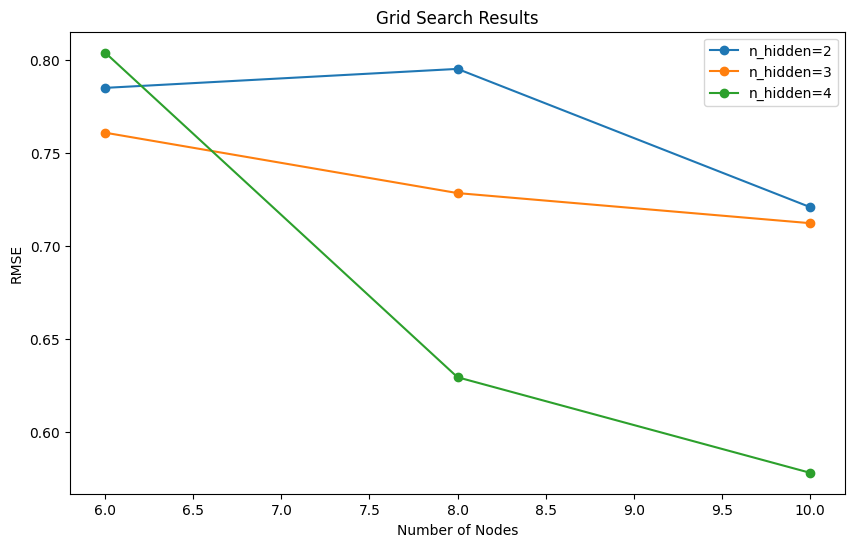 Grid Search Results
n_hidden=2
n_hidden=3
n_hidden=4
RMSE
0.80
0.75
0.70
0.65
0.60
6.0 6.5 7.0 7.5 8.0 8.5 9.0 9.5 10.0
Number of Nodes